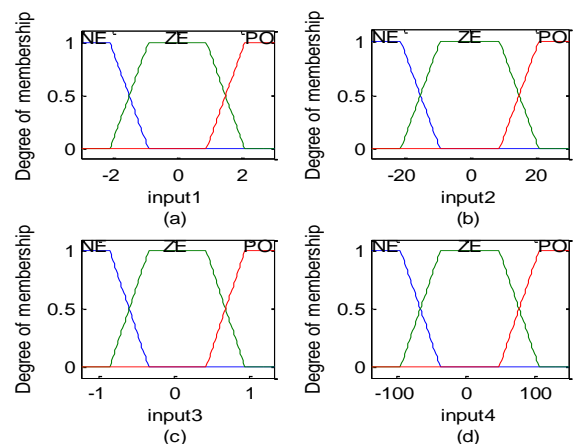 NE ZE PO
1
0.5
0
Degree of membership
-2 0 2
input1
(a)
NE ZE PO
1
0.5
0
Degree of membership
-20 0 20
input2
(b)
NE ZE PO
1
0.5
0
Degree of membership
-1 0 1
input3
(c)
NE ZE PO
1
0.5
0
Degree of membership
-100 0 100
input4
(d)